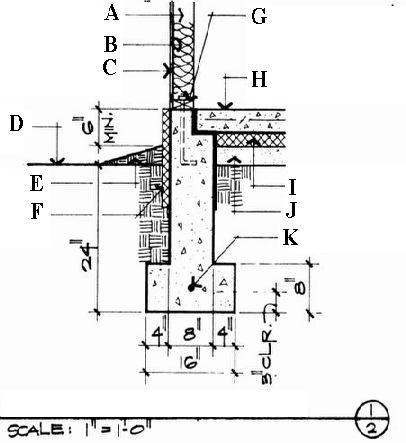 A
G
B
C
H
D
6" MIN.
E
I
F
J
K
24"
8"
4" 8" 4"
3" CLR.
16"
1
2
SCALE: 1" = 1'-0"